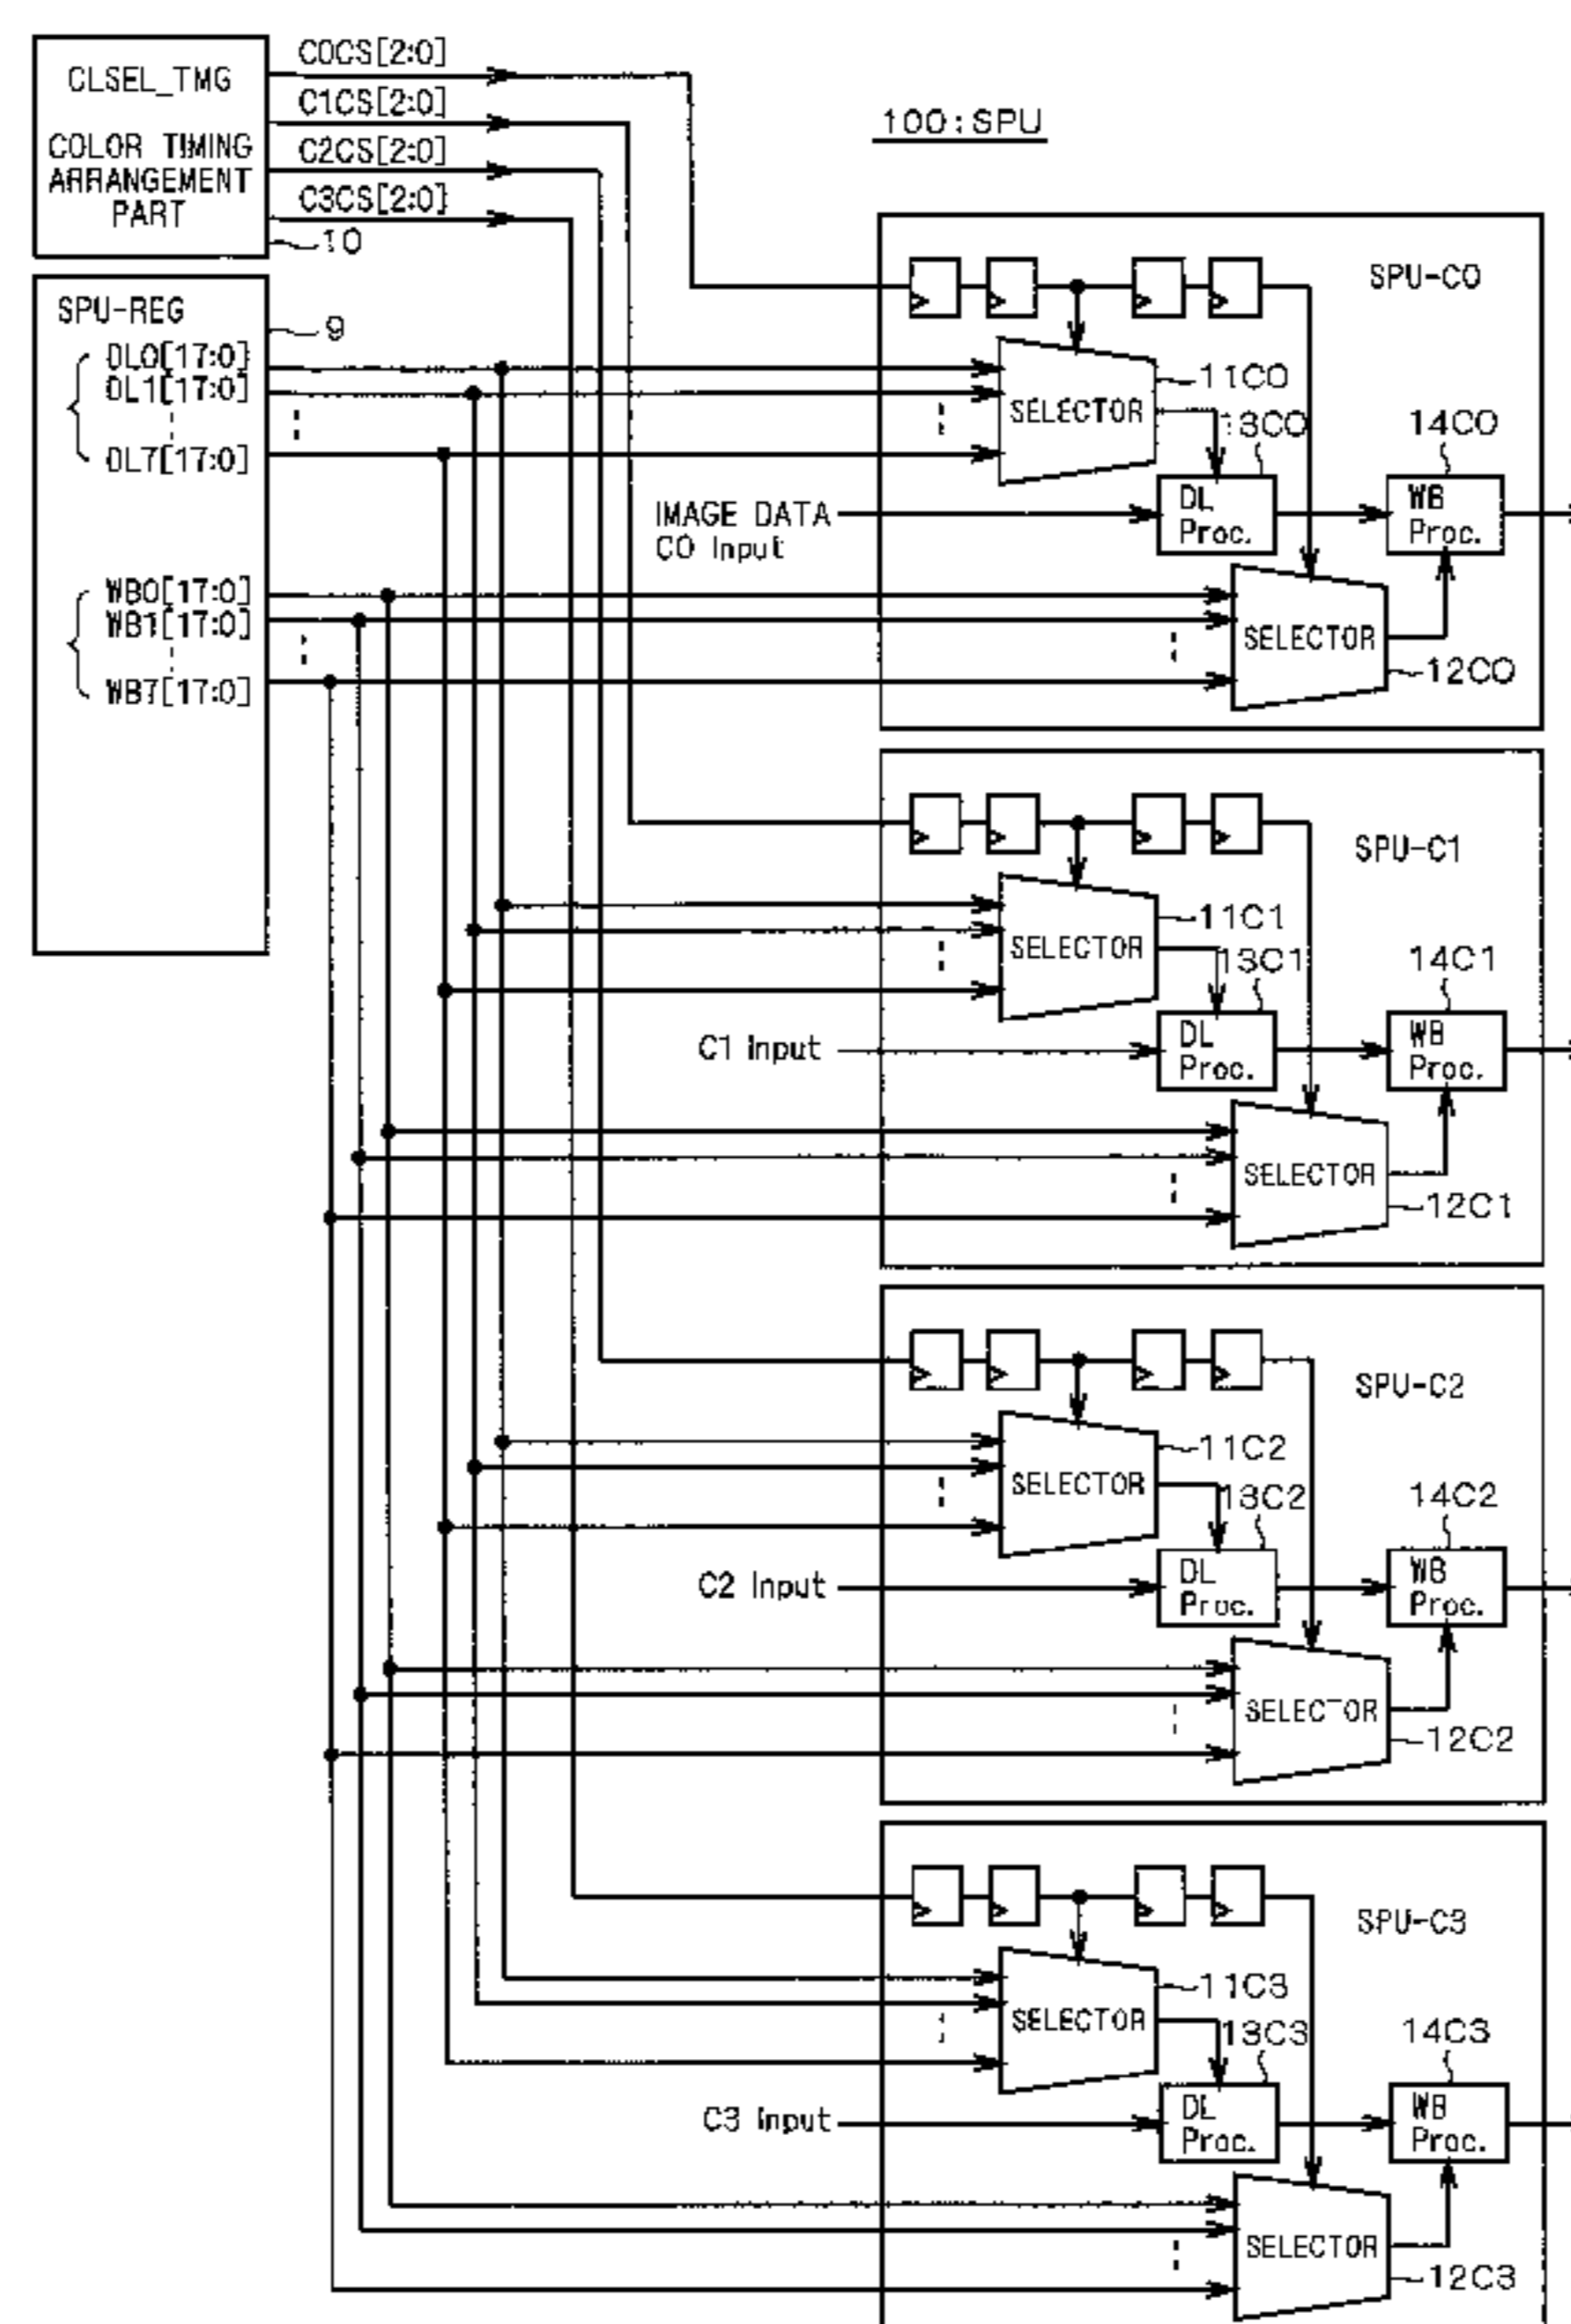 CLSEL_TMG
COLOR TIMING
ARRANGEMENT
PART
C0CS[2:0]
C1CS[2:0]
C2CS[2:0]
C3CS[2:0]
10
100:SPU
SPU-REG
9
DL0[17:0]
DL1[17:0]
DL7[17:0]
WB0[17:0]
WB1[17:0]
WB7[17:0]
SPU-C0
SELECTOR
11C0
13C0
14C0
IMAGE DATA
C0 Input
DL
Proc.
WB
Proc.
SELECTOR
12C0
SPU-C1
SELECTOR
11C1
13C1
14C1
C1 Input
DL
Proc.
WB
Proc.
SELECTOR
12C1
SPU-C2
SELECTOR
11C2
13C2
14C2
C2 Input
DL
Proc.
WB
Proc.
SELECTOR
12C2
SPU-C3
SELECTOR
11C3
13C3
14C3
C3 Input
DL
Proc.
WB
Proc.
SELECTOR
12C3